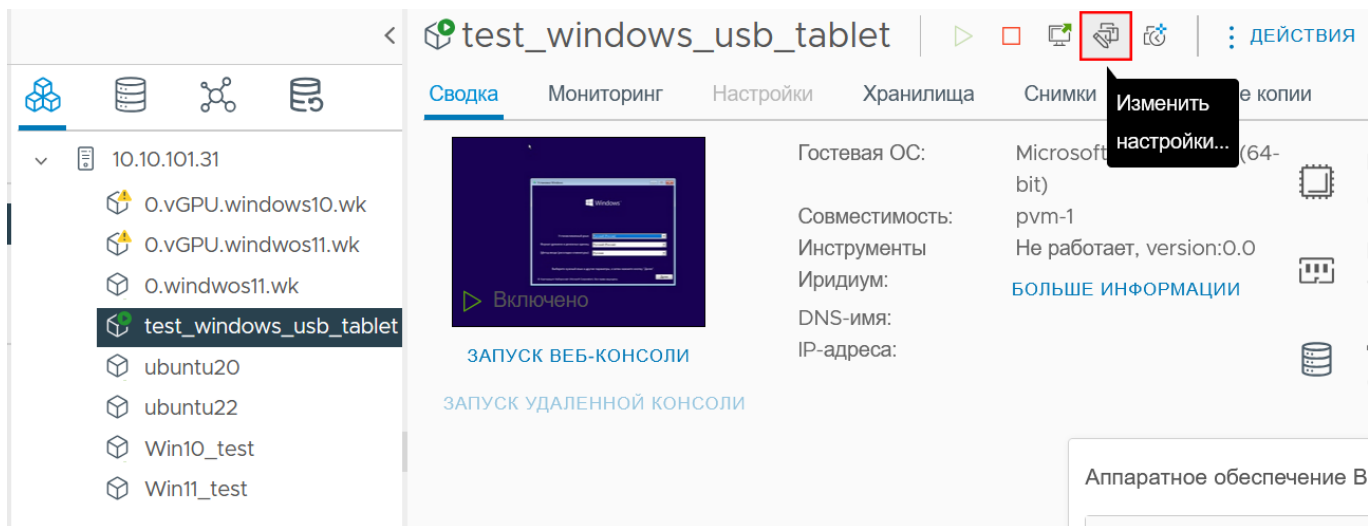 test_windows_usb_tablet
ДЕЙСТВИЯ
Сводка Мониторинг Настройки Хранилища Снимки е копии
Изменить
настройки...
10.10.101.31
0.vGPU.windows10.wk
0.vGPU.windwos11.wk
0.windwos11.wk
test_windows_usb_tablet
ubuntu20
ubuntu22
Win10_test
Win11_test
Windows
Включено
ЗАПУСК ВЕБ-КОНСОЛИ
ЗАПУСК УДАЛЕННОЙ КОНСОЛИ
Гостевая ОС: Microsoft (64-
bit)
Совместимость: pvm-1
Инструменты Не работает, version:0.0
Иридиум:
БОЛЬШЕ ИНФОРМАЦИИ
DNS-имя:
IP-адреса:
Аппаратное обеспечение В